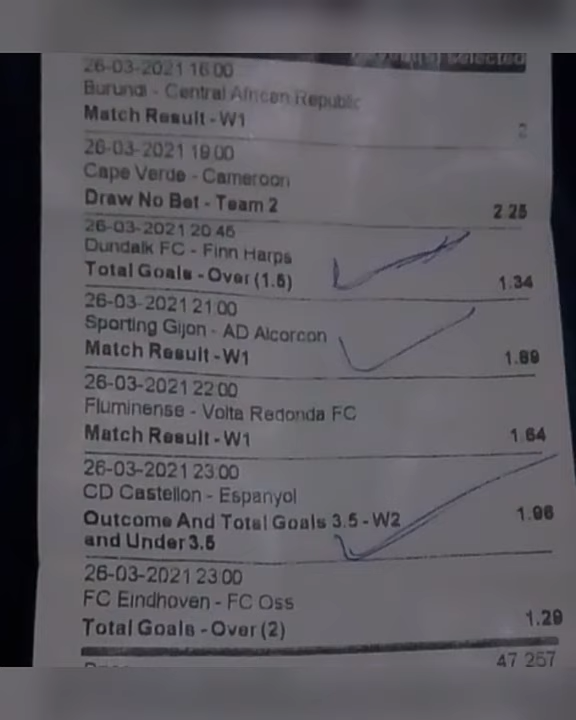 selected
26-03-2021 16:00
Burundi - Central African Republic
Match Result - W1
2
26-03-2021 19:00
Cape Verde - Cameroon
Draw No Bet - Team 2
2.25
26-03-2021 20:45
Dundalk FC - Finn Harps
Total Goals - Over (1.5)
1.34
26-03-2021 21:00
Sporting Gijon - AD Alcorcon
Match Result - W1
1.89
26-03-2021 22:00
Fluminense - Volta Redonda FC
Match Result - W1
1.64
26-03-2021 23:00
CD Castellon - Espanyol
Outcome And Total Goals 3.5 - W2
and Under 3.5
1.96
26-03-2021 23:00
FC Eindhoven - FC Oss
Total Goals - Over (2)
1.29
47 257